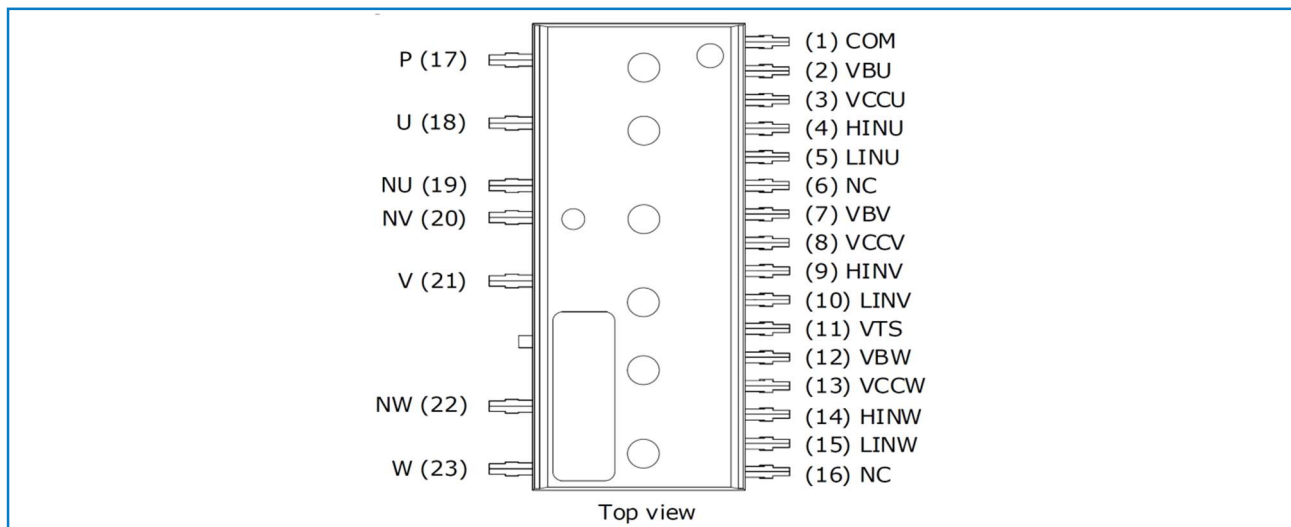 P (17)
U (18)
NU (19)
NV (20)
V (21)
NW (22)
W (23)
(1) COM
(2) VBU
(3) VCCU
(4) HINU
(5) LINU
(6) NC
(7) VBV
(8) VCCV
(9) HINV
(10) LINV
(11) VTS
(12) VBW
(13) VCCW
(14) HINW
(15) LINW
(16) NC
Top view